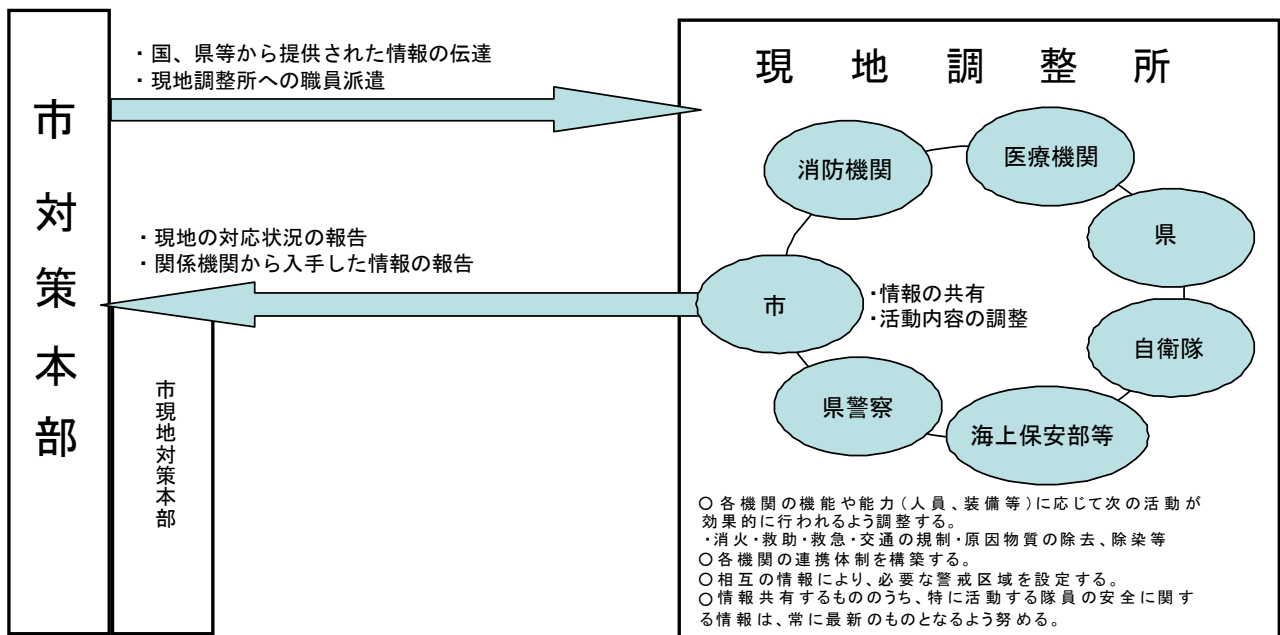 市対策本部
・国、県等から提供された情報の伝達
・現地調整所への職員派遣
・現地の対応状況の報告
・関係機関から入手した情報の報告
市現地対策本部
現地調整所
消防機関
医療機関
県
市
・情報の共有
・活動内容の調整
自衛隊
県警察
海上保安部等
〇各機関の機能や能力(人員、装備等)に応じて次の活動が
効果的に行われるよう調整する。
・消火・救助・救急・交通の規制・原因物質の除去、除染等
〇各機関の連携体制を構築する。
〇相互の情報により、必要な警戒区域を設定する。
〇情報共有するもののうち、特に活動する隊員の安全に関す
る情報は、常に最新のものとなるよう努める。